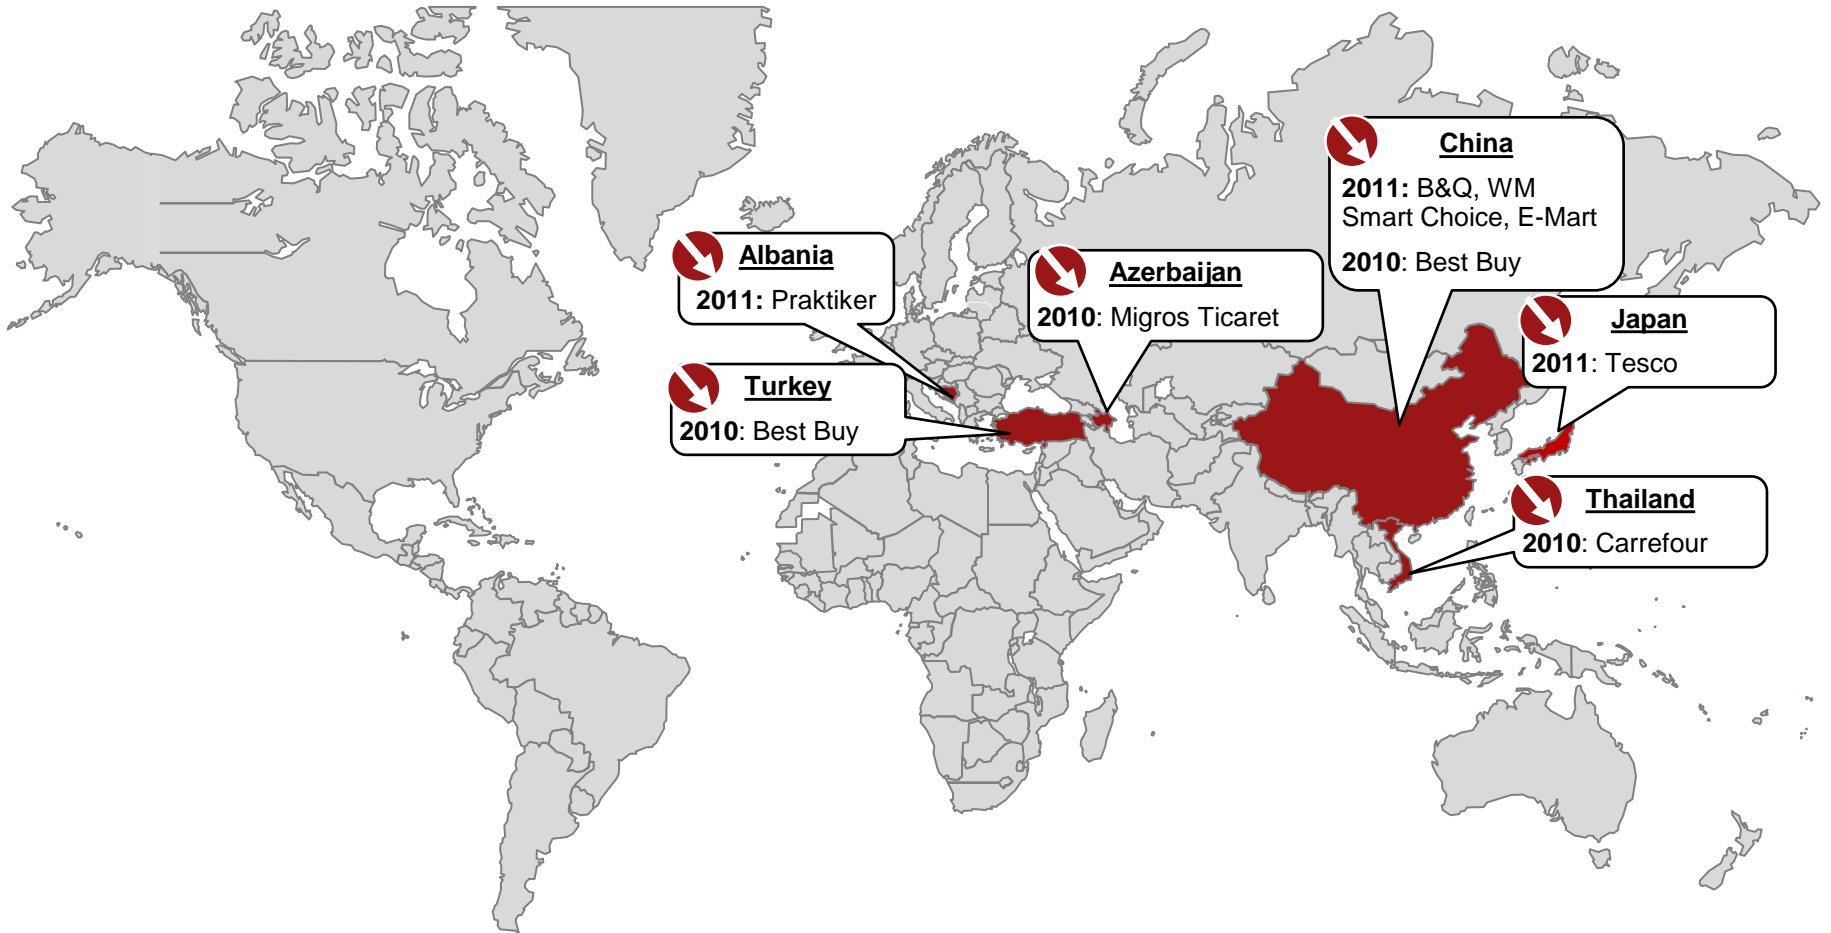 China
2011: B&Q, WM
Smart Choice, E-Mart
2010: Best Buy
Albania
2011: Praktiker
Azerbaijan
2010: Migros Ticaret
Japan
2011: Tesco
Turkey
2010: Best Buy
Thailand
2010: Carrefour